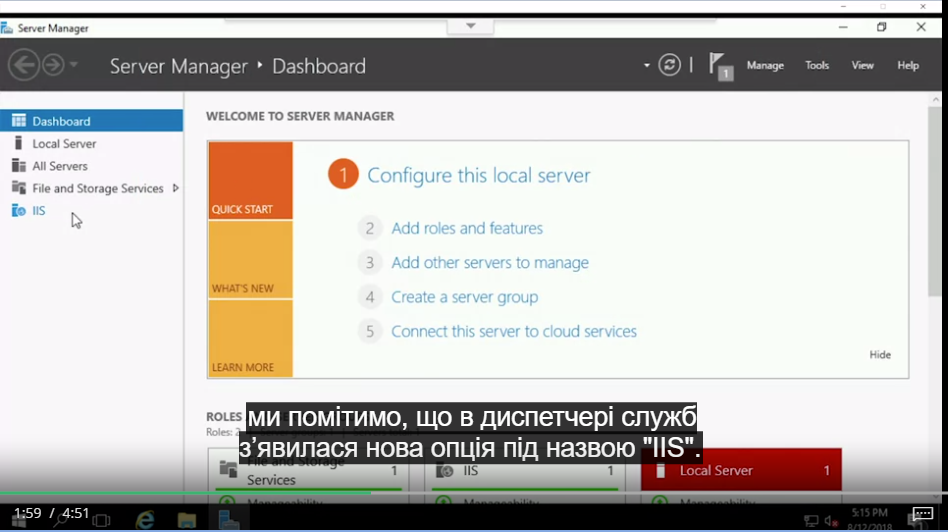 Server Manager
Server Manager ‣ Dashboard
1
Manage
Tools
View
Help
Dashboard
Local Server
All Servers
File and Storage Services
IIS
WELCOME TO SERVER MANAGER
QUICK START
WHAT'S NEW
LEARN MORE
1 Configure this local server
2 Add roles and features
3 Add other servers to manage
4 Create a server group
5 Connect this server to cloud services
Hide
ROLES
Roles:
ми помітимо, що в диспетчері служб
з’явилася нова опція під назвою "IIS".
File and Storage
Services
1
IIS
1
Local Server
1
Manageability
Manageability
Manageability
1:59 / 4:51
5:15 PM
8/12/2018